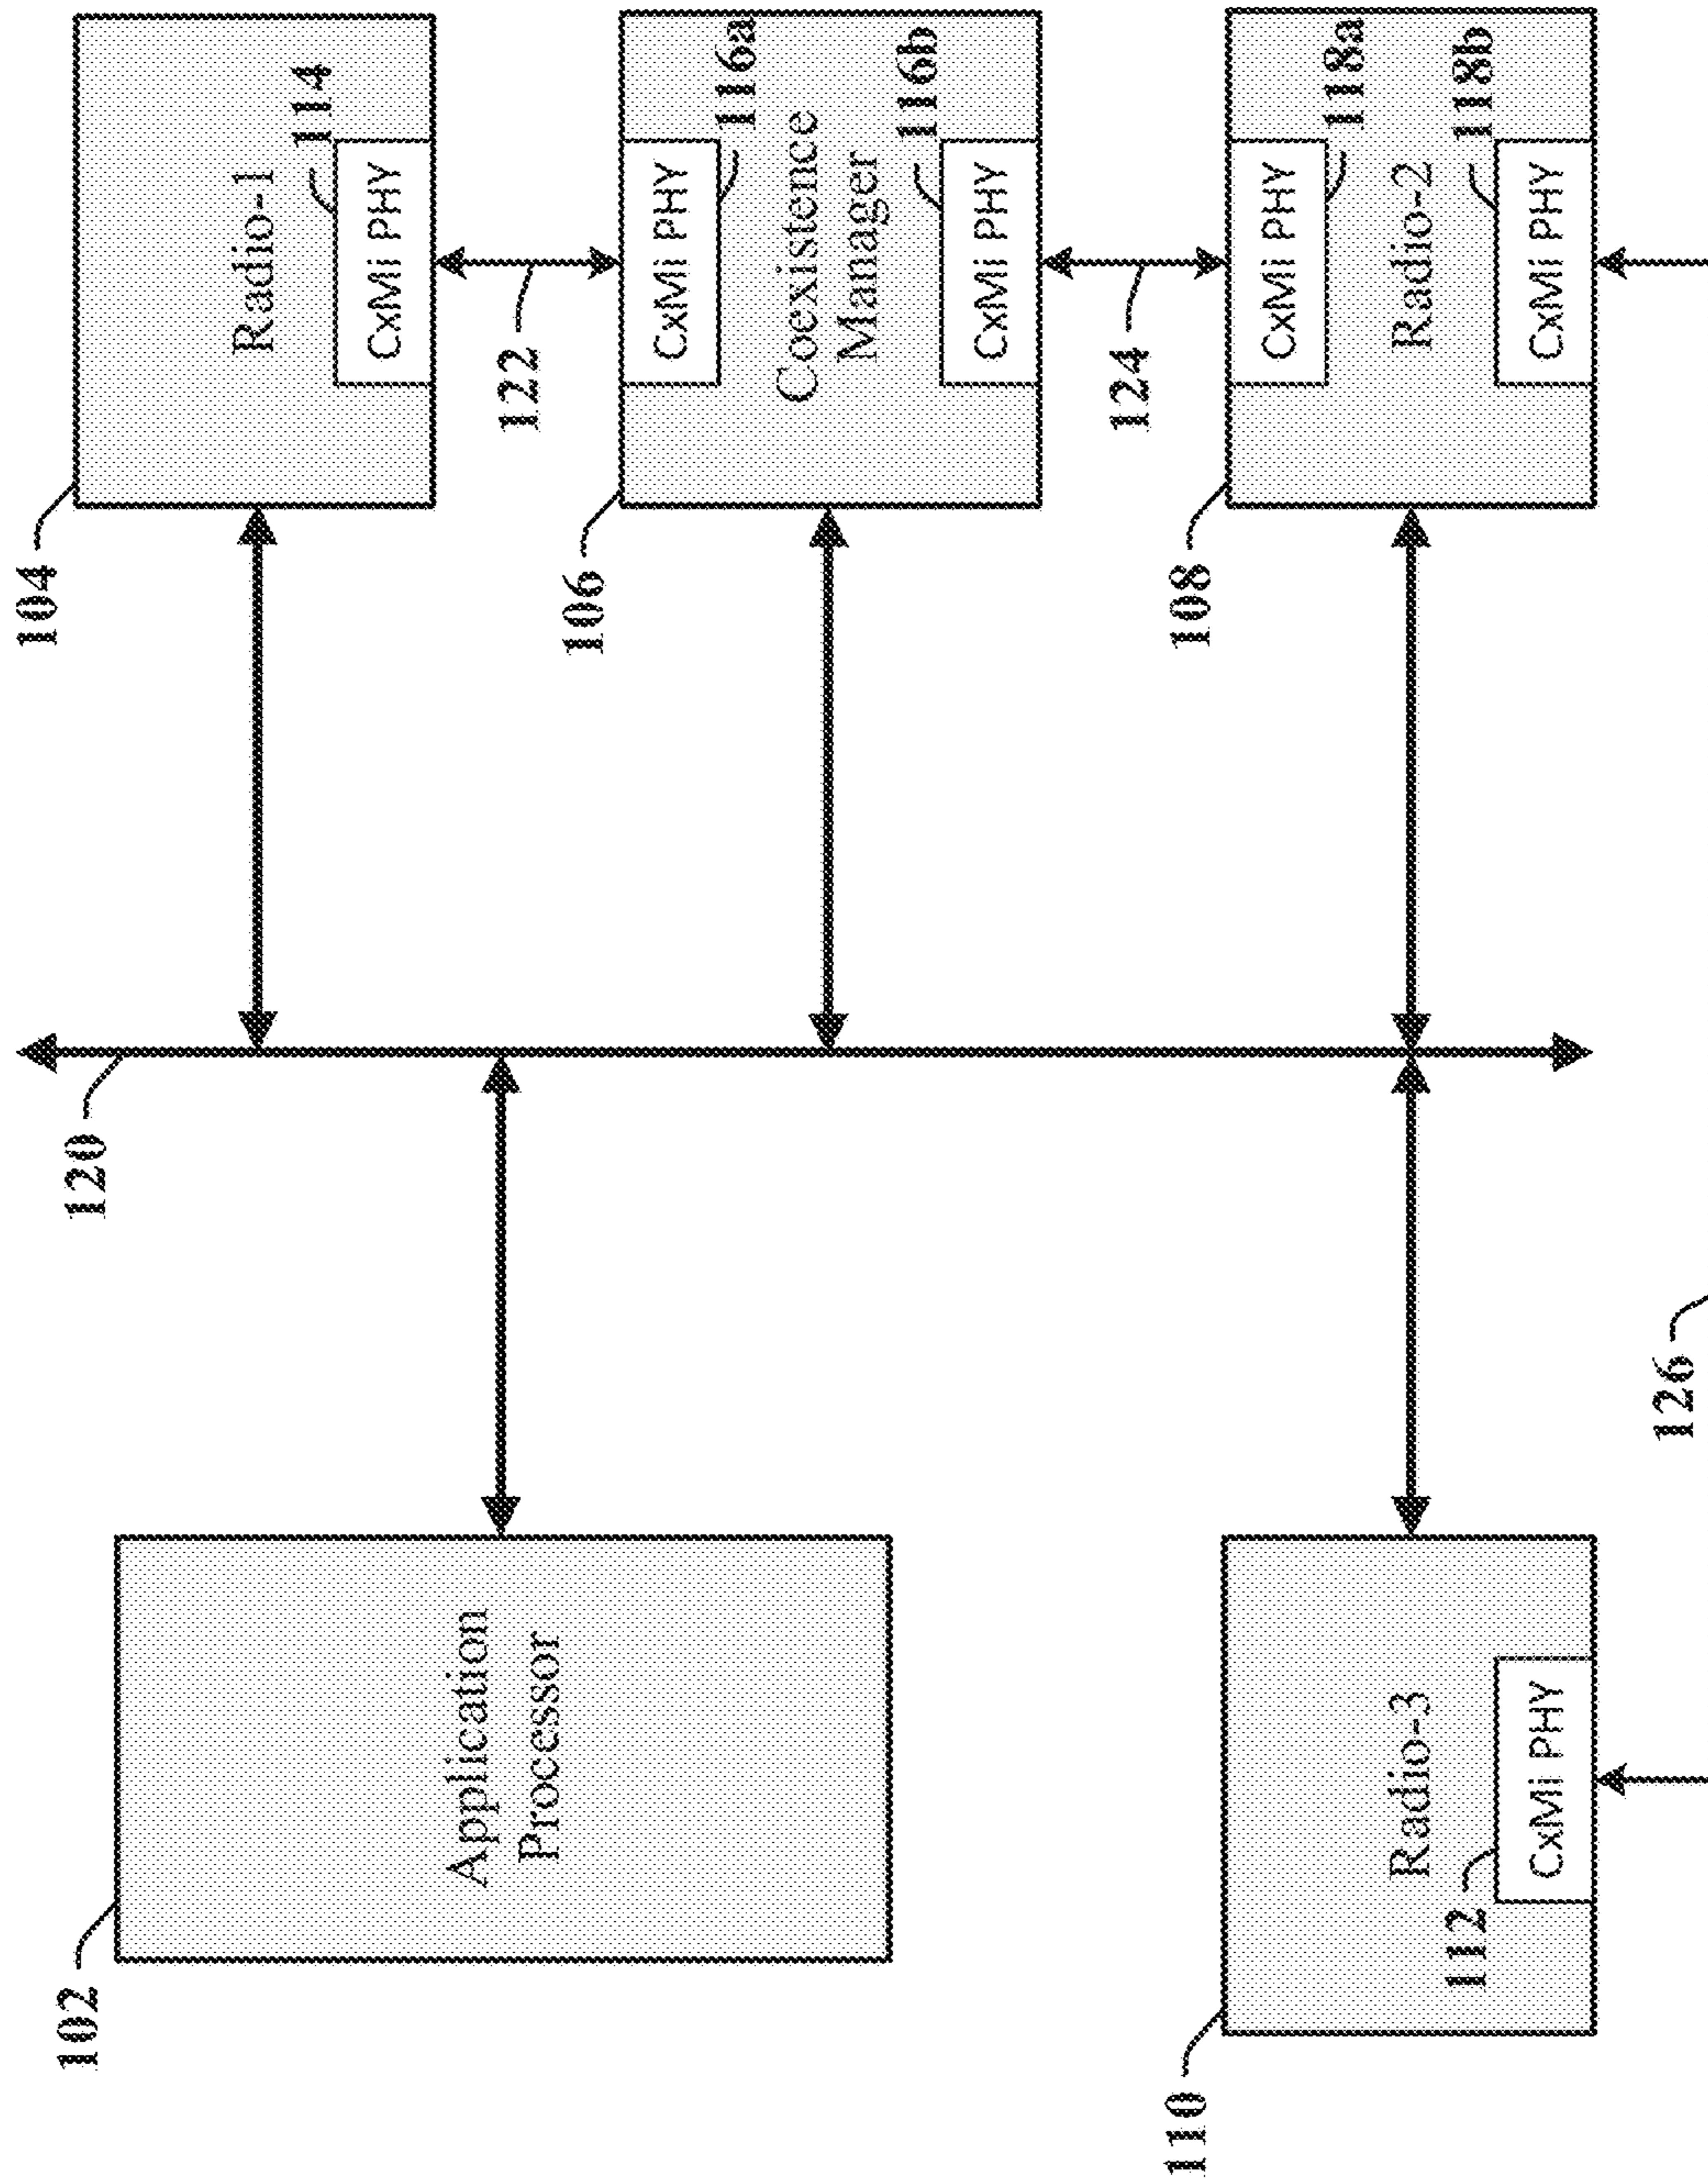 102
Application
Processor
120
104
Radio-1
114
CxMi PHY
122
106
CxMi PHY
116a
Coexistence
Manager
116b
CxMi PHY
124
108
CxMi PHY
118a
Radio-2
118b
CxMi PHY
110
Radio-3
112
CxMi PHY
126